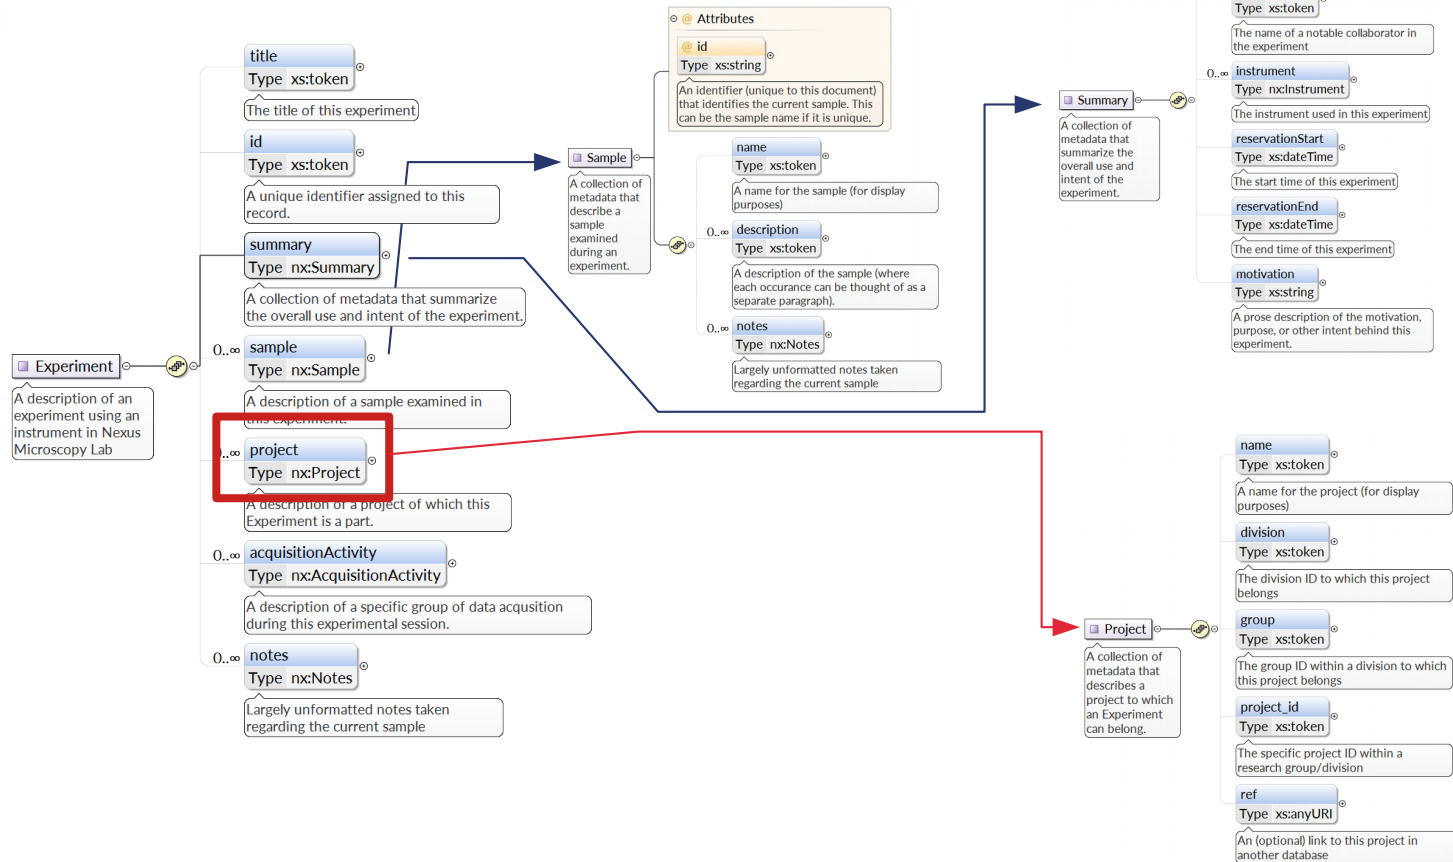 Experiment
A description of an
experiment using an
instrument in Nexus
Microscopy Lab
title
Type xs:token
The title of this experiment
id
Type xs:token
A unique identifier assigned to this
record.
summary
Type nx:Summary
A collection of metadata that summarize
the overall use and intent of the experiment.
0..∞
sample
Type nx:Sample
A description of a sample examined in
this experiment.
0..∞
project
Type nx:Project
A description of a project of which this
Experiment is a part.
0..∞
acquisitionActivity
Type nx:AcquisitionActivity
A description of a specific group of data acqusition
during this experimental session.
0..∞
notes
Type nx:Notes
Largely unformatted notes taken
regarding the current sample
Sample
A collection of
metadata that
describe a
sample
examined
during an
experiment.
@ Attributes
@ id
Type xs:string
An identifier (unique to this document)
that identifies the current sample. This
can be the sample name if it is unique.
name
Type xs:token
A name for the sample (for display
purposes)
0..∞
description
Type xs:token
A description of the sample (where
each occurance can be thought of as a
separate paragraph).
0..∞
notes
Type nx:Notes
Largely unformatted notes taken
regarding the current sample
Summary
A collection of
metadata that
summarize the
overall use and
intent of the
experiment.
Type xs:token
The name of a notable collaborator in
the experiment
0..∞
instrument
Type nx:Instrument
The instrument used in this experiment
reservationStart
Type xs:dateTime
The start time of this experiment
reservationEnd
Type xs:dateTime
The end time of this experiment
motivation
Type xs:string
A prose description of the motivation,
purpose, or other intent behind this
experiment.
Project
A collection of
metadata that
describes a
project to which
an Experiment
can belong.
name
Type xs:token
A name for the project (for display
purposes)
division
Type xs:token
The division ID to which this project
belongs
group
Type xs:token
The group ID within a division to which
this project belongs
project_id
Type xs:token
The specific project ID within a
research group/division
ref
Type xs:anyURI
An (optional) link to this project in
another database